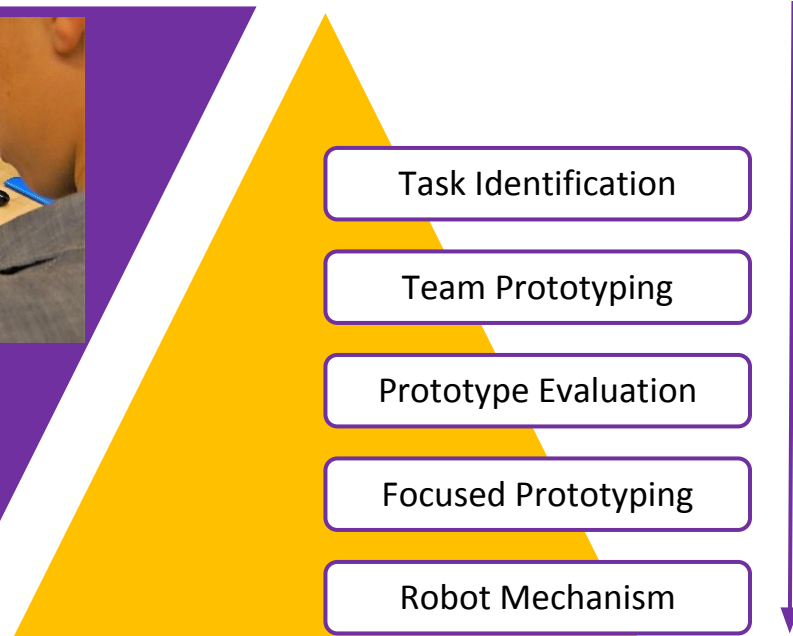 Task Identification
Team Prototyping
Prototype Evaluation
Focused Prototyping
Robot Mechanism